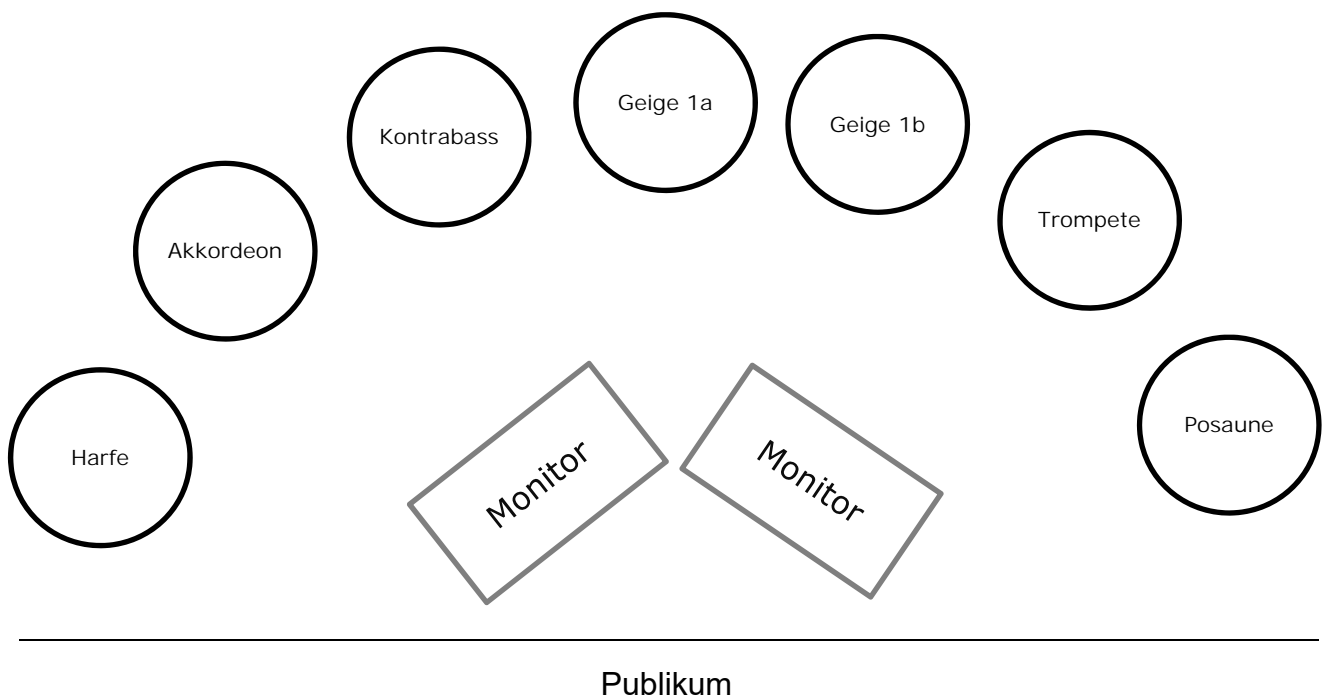 Geige 1a
Geige 1b
Kontrabass
Trompete
Akkordeon
Posaune
Harfe
Monitor
Monitor
Publikum